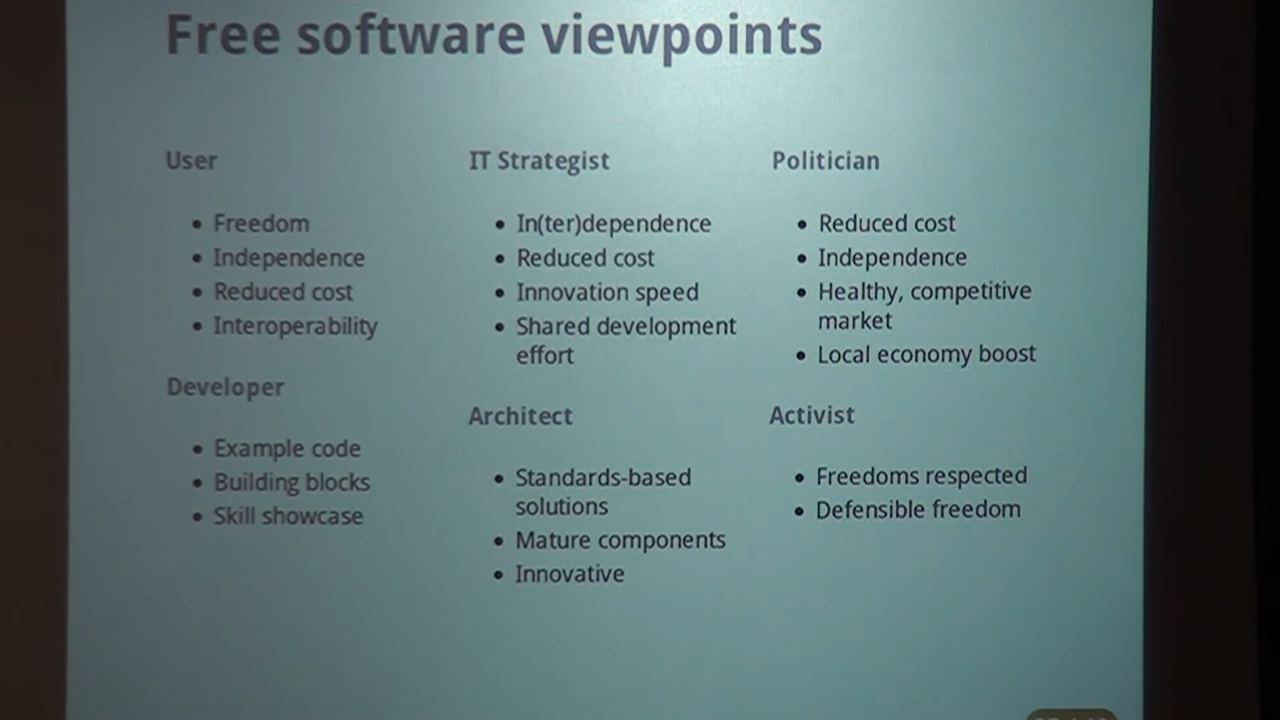 Free software viewpoints
User
• Freedom
• Independence
• Reduced cost
• Interoperability
Developer
• Example code
• Building blocks
• Skill showcase
IT Strategist
• In(ter)dependence
• Reduced cost
• Innovation speed
• Shared development
effort
Architect
• Standards-based
solutions
• Mature components
• Innovative
Politician
• Reduced cost
• Independence
• Healthy, competitive
market
• Local economy boost
Activist
• Freedoms respected
• Defensible freedom